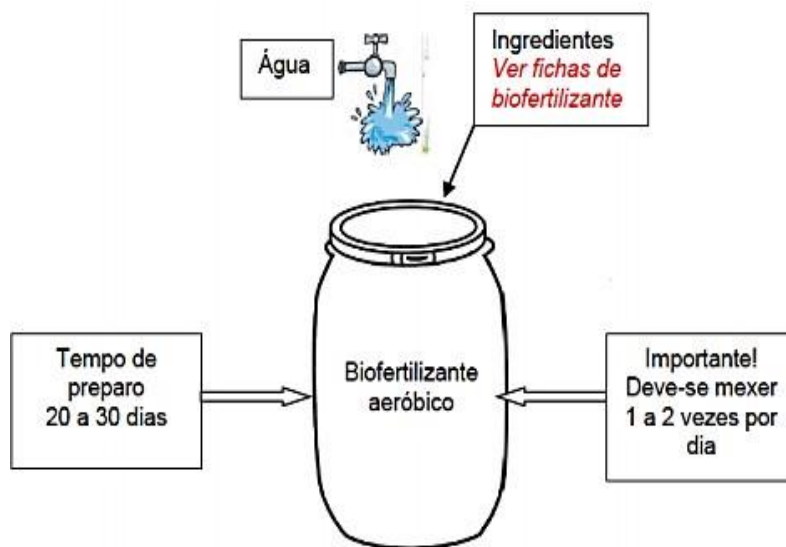 Água
Ingredientes
Ver fichas de
biofertilizante
Tempo de
preparo
20 a 30 dias
Biofertilizante
aeróbico
Importante!
Deve-se mexer
1 a 2 vezes por
dia